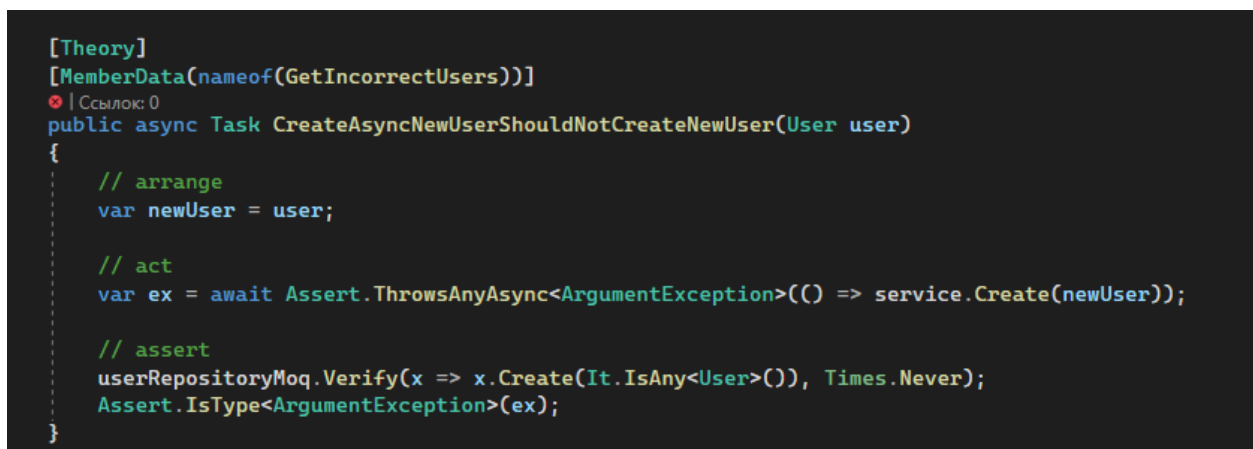 [Theory]
[MemberData(nameof(GetIncorrectUsers))]
| Ссылок: 0
public async Task CreateAsyncNewUserShouldNotCreateNewUser(User user)
{
// arrange
var newUser = user;
// act
var ex = await Assert.ThrowsAnyAsync<ArgumentException>(() => service.Create(newUser));
// assert
userRepositoryMoq.Verify(x => x.Create(It.IsAny<User>()), Times.Never);
Assert.IsType<ArgumentException>(ex);
}